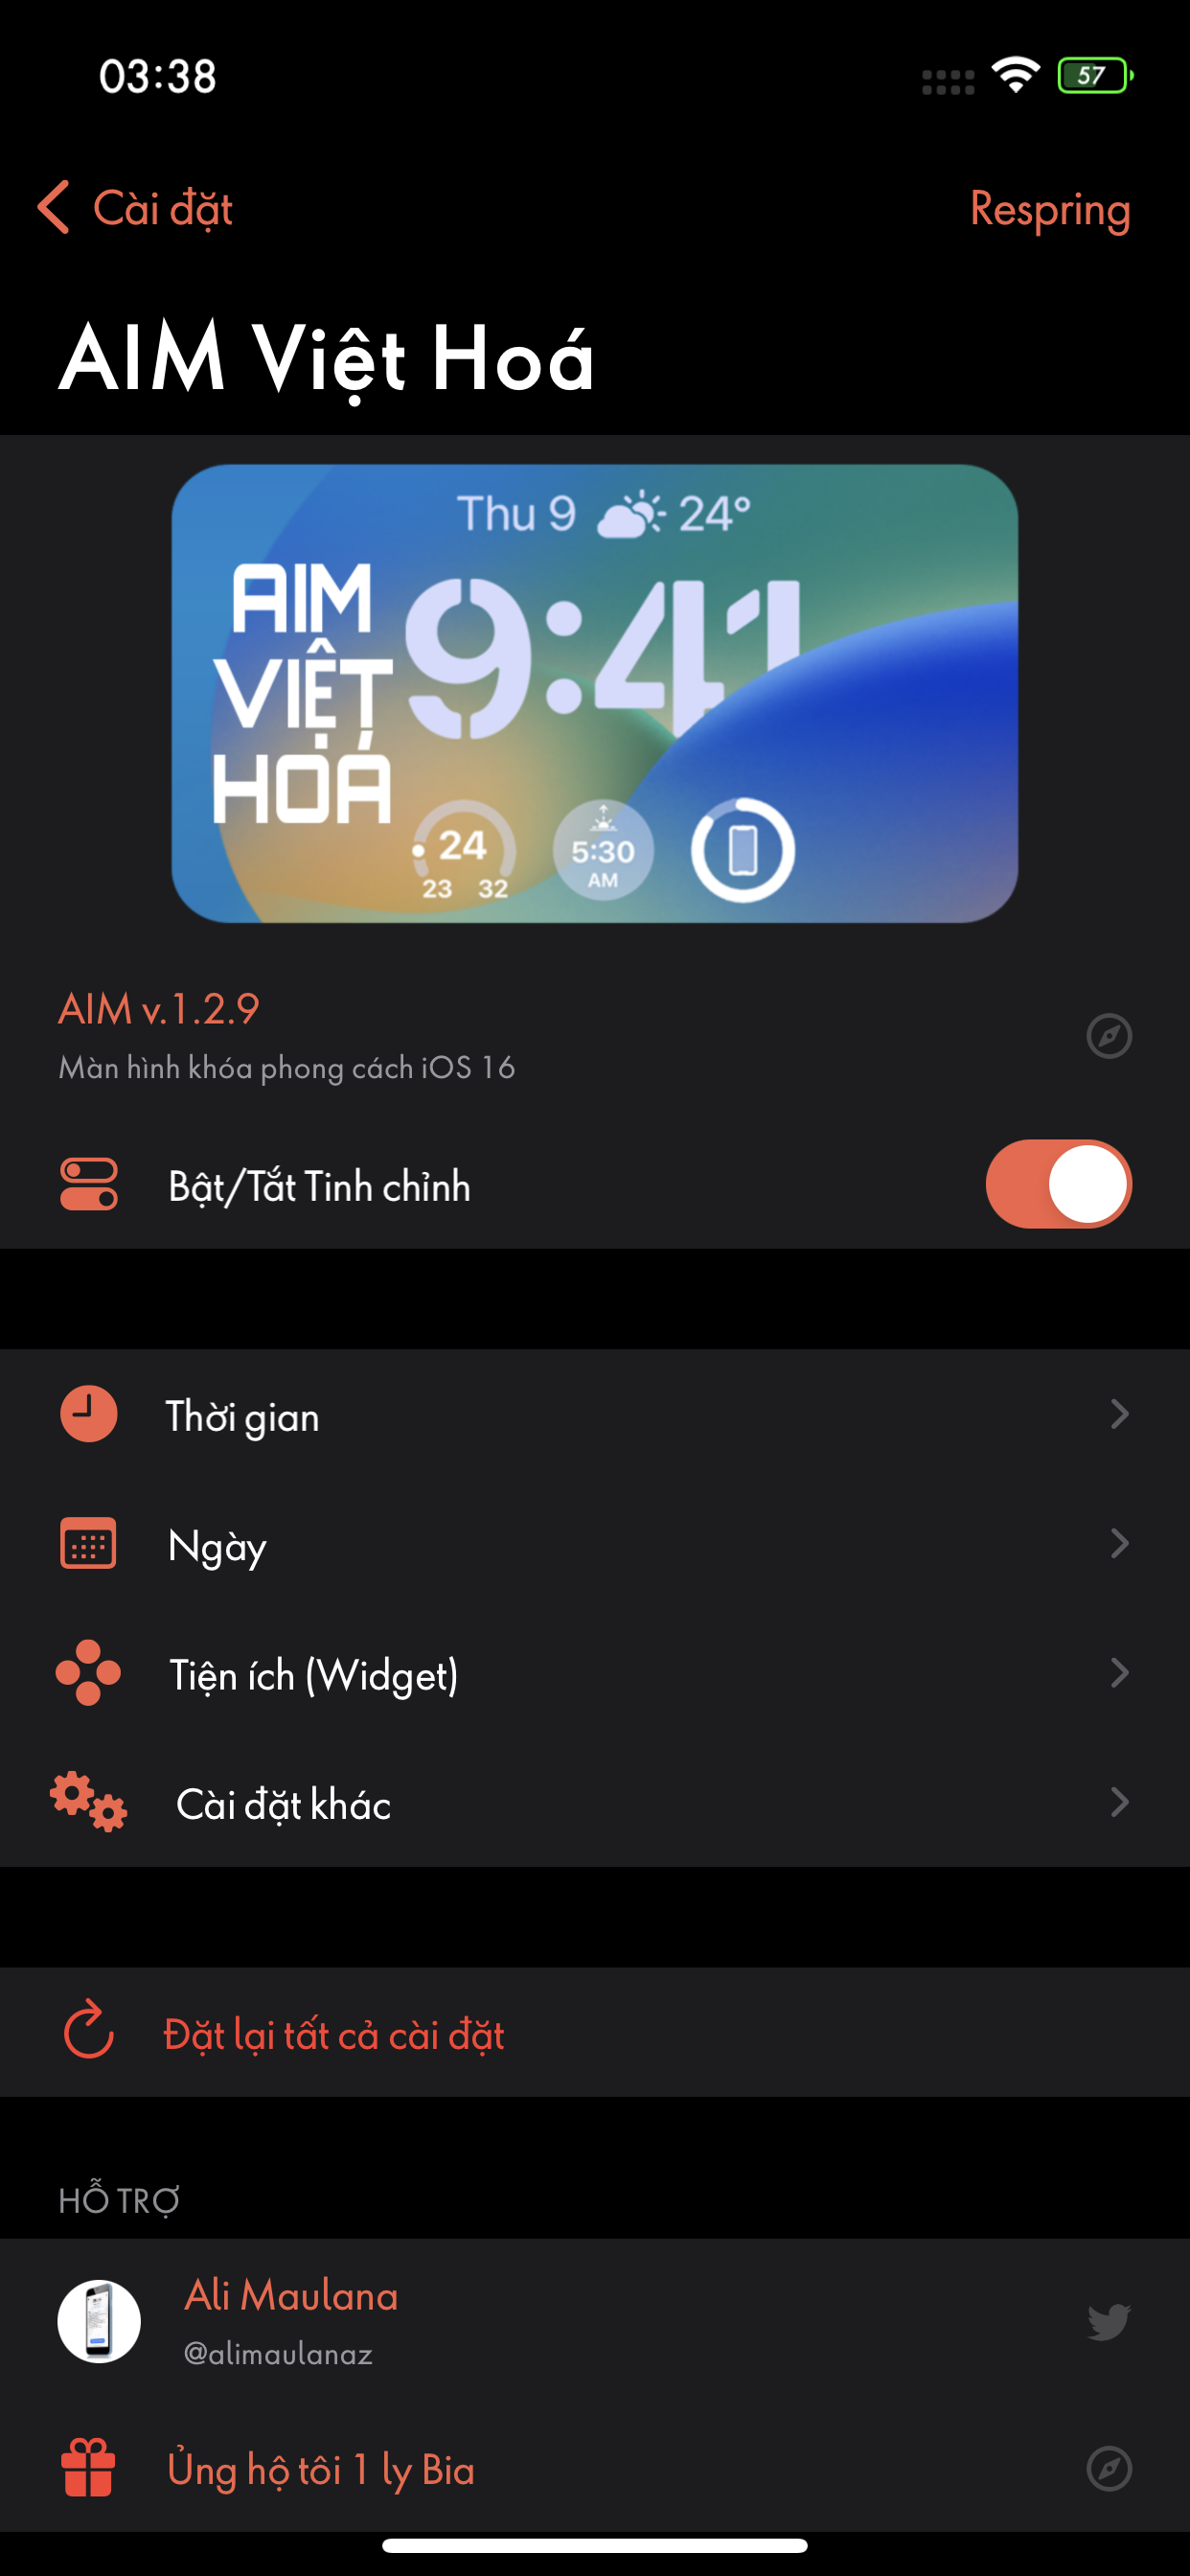 03:38
57
Cài đặt
Respring
AIM Việt Hoá
Thu 9 24°
AIM
VIỆT
HOÁ
9:41
24
23 32
5:30
AM
AIM v.1.2.9
Màn hình khóa phong cách iOS 16
Bật/Tắt Tinh chỉnh
Thời gian
Ngày
Tiện ích (Widget)
Cài đặt khác
Đặt lại tất cả cài đặt
HỖ TRỢ
Ali Maulana
@alimaulanaz
Ủng hộ tôi 1 ly Bia